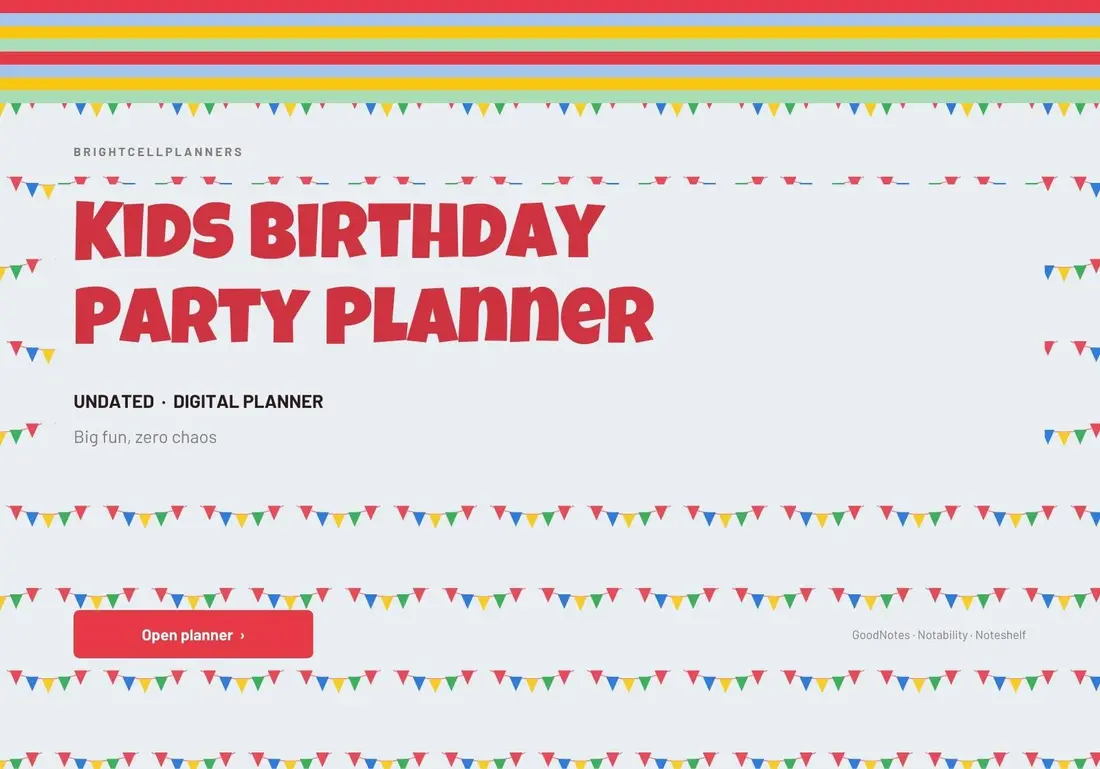 BRIGHTCELLPLANNERS
KIDS BIRTHDAY
PARTY PLANNER
UNDATED · DIGITAL PLANNER
Big fun, zero chaos
Open planner ›
GoodNotes · Notability · Noteshelf